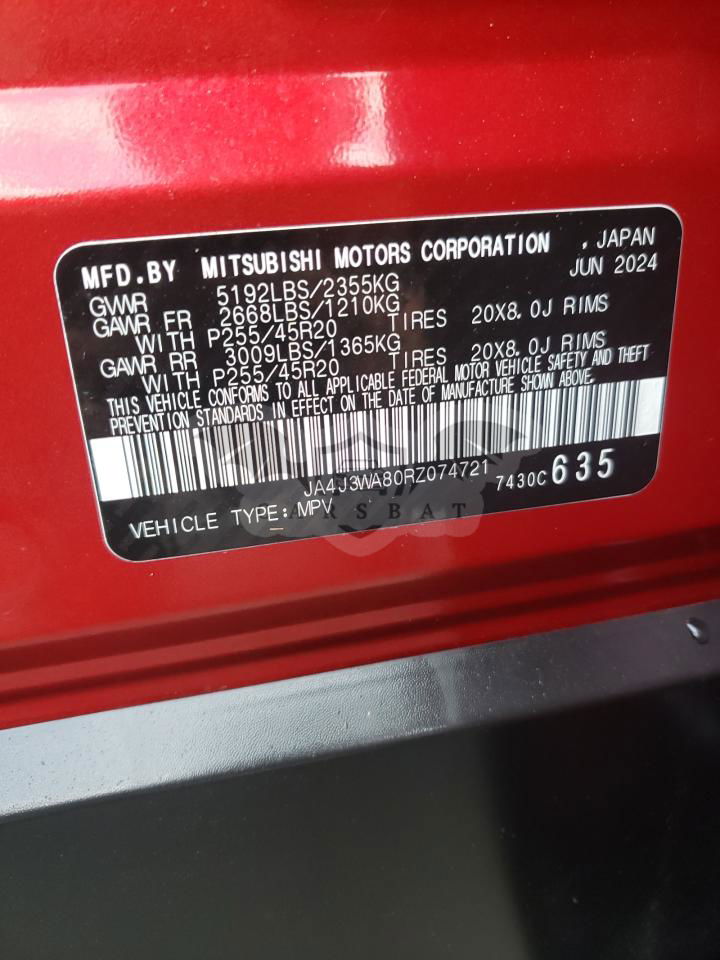 MFD.BY MITSUBISHI MOTORS CORPORATION , JAPAN
JUN 2024
GVWR 5192LBS/2355KG
GAWR FR 2668LBS/1210KG
WITH P255/45R20 TIRES 20X8.0J RIMS
GAWR RR 3009LBS/1365KG
WITH P255/45R20 TIRES 20X8.0J RIMS
THIS VEHICLE CONFORMS TO ALL APPLICABLE FEDERAL MOTOR VEHICLE SAFETY AND THEFT
PREVENTION STANDARDS IN EFFECT ON THE DATE OF MANUFACTURE SHOWN ABOVE.
JA4J3WA80RZ074721 7430C 635
VEHICLE TYPE: MPV
CARSBAT